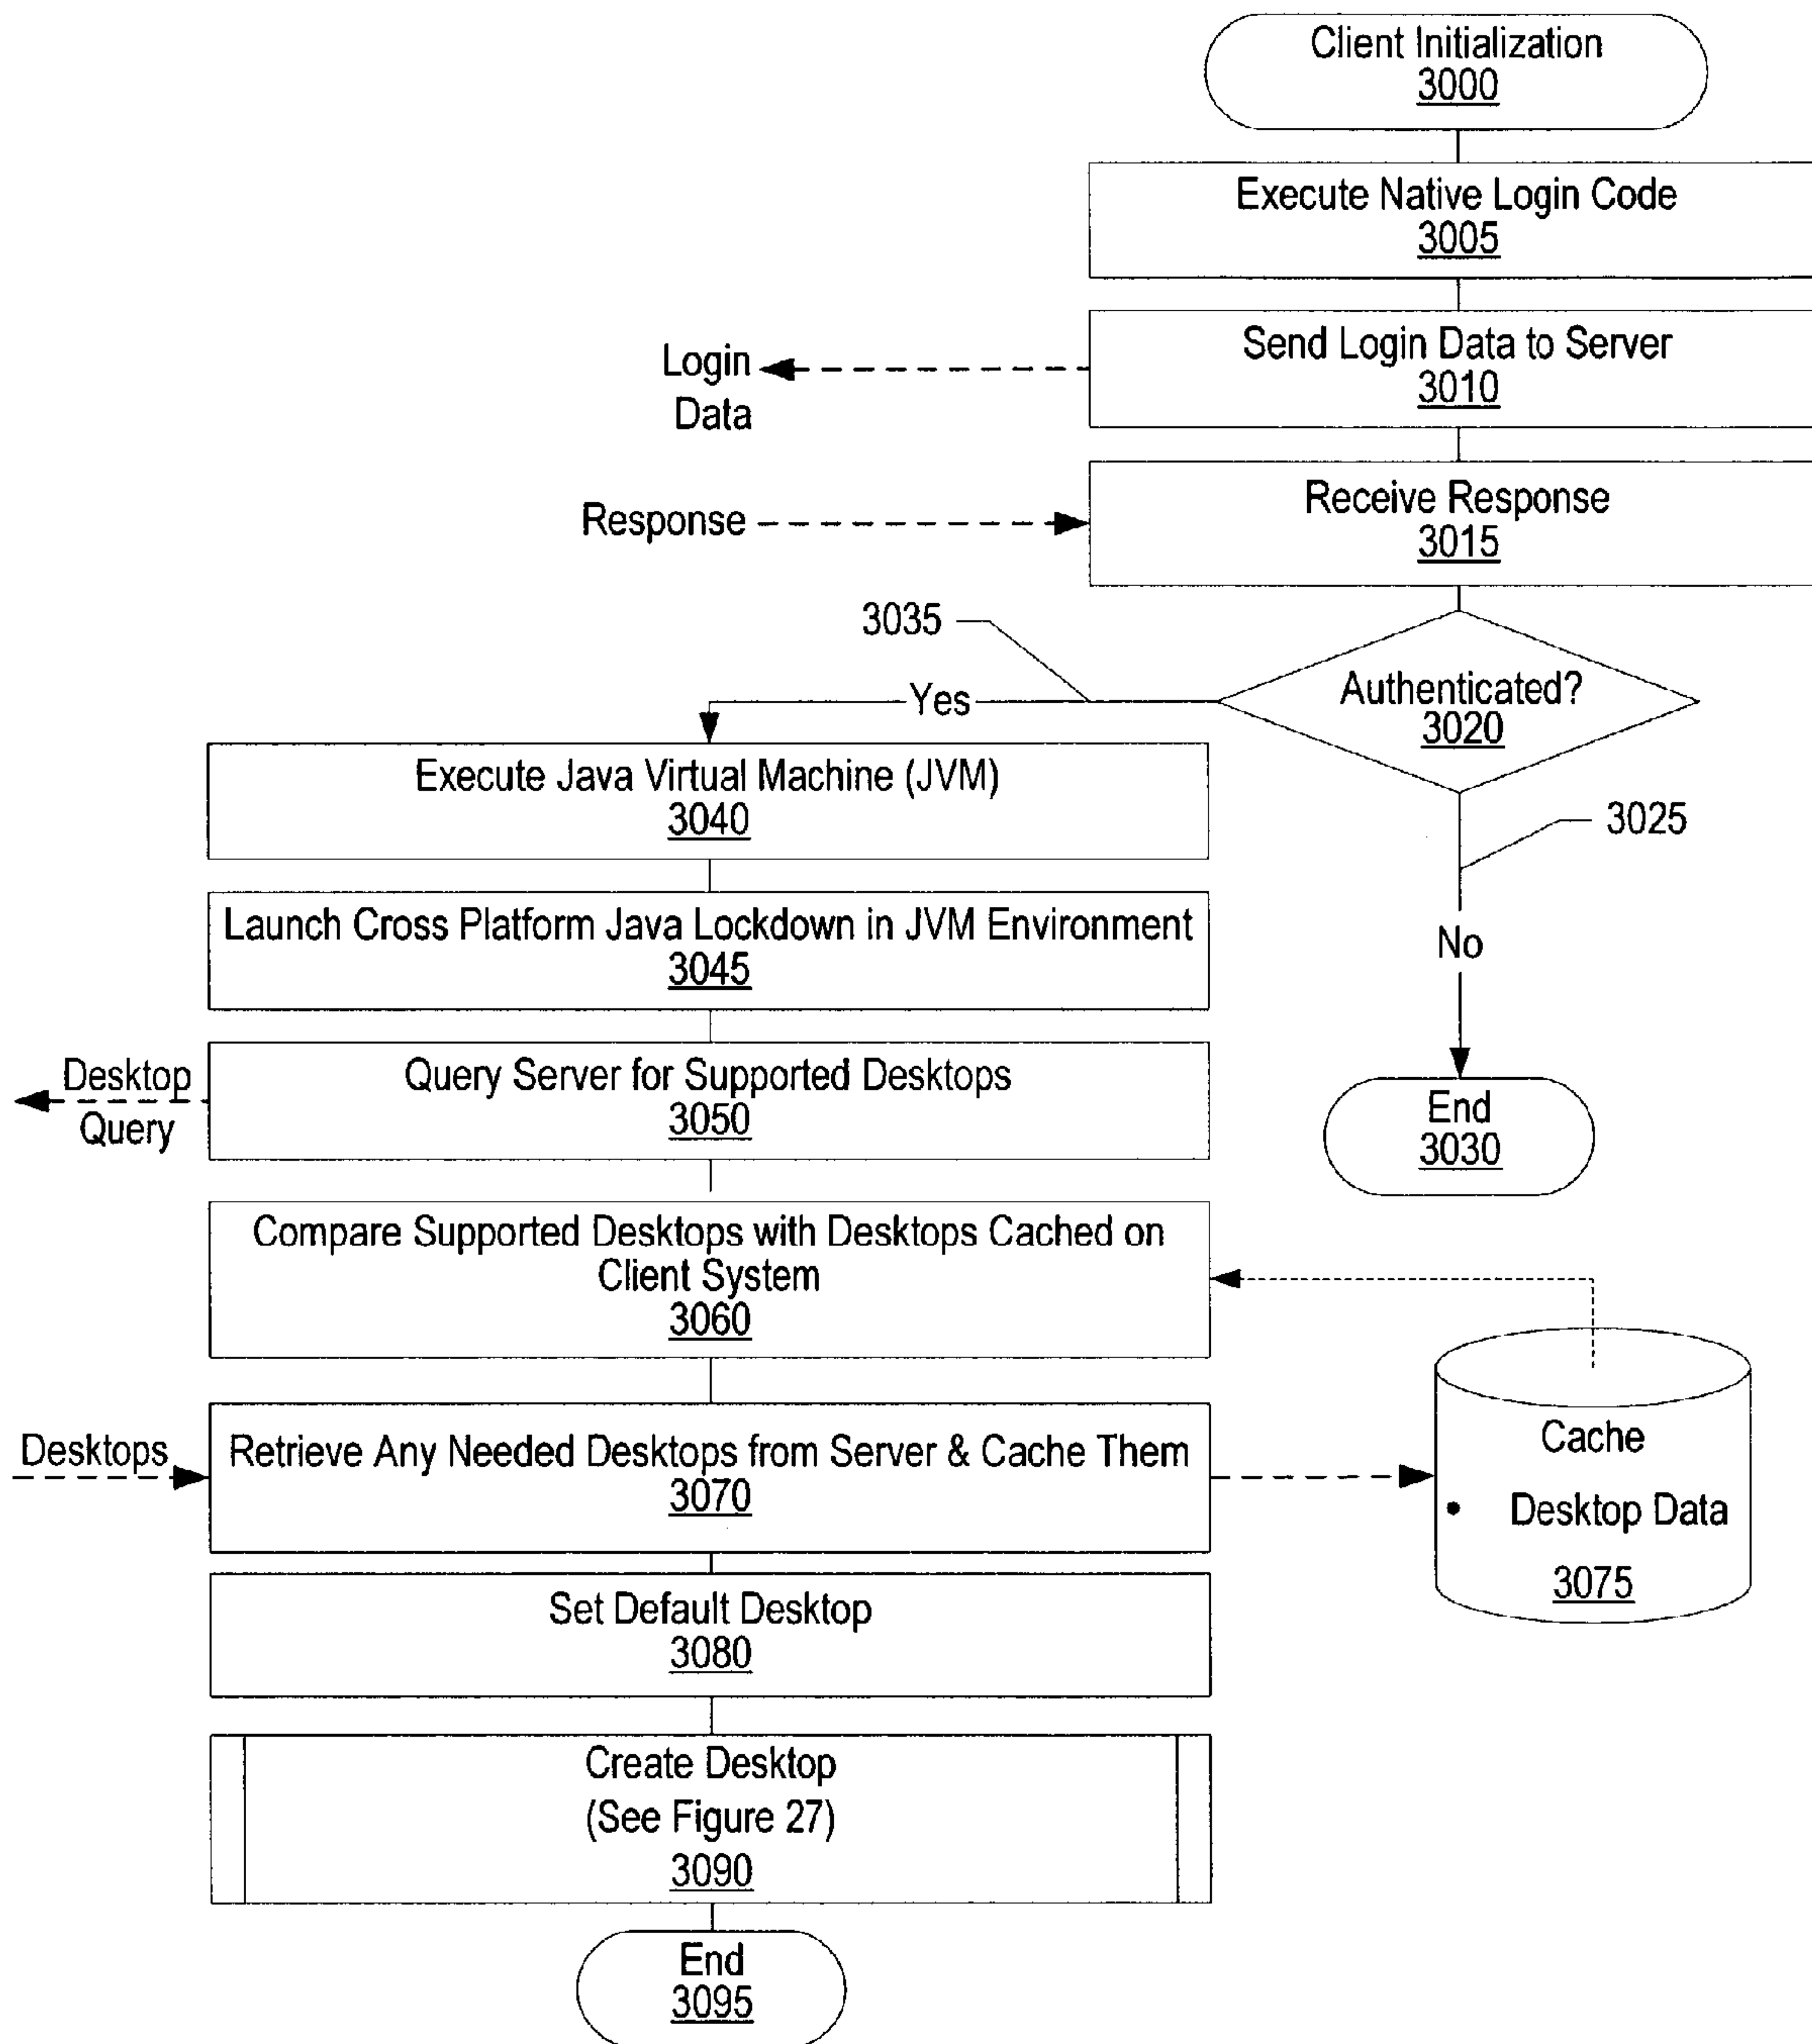 Client Initialization
3000
Execute Native Login Code
3005
Send Login Data to Server
3010
Login
Data
Receive Response
3015
Response
3035
Authenticated?
3020
Yes
3025
No
End
3030
Execute Java Virtual Machine (JVM)
3040
Launch Cross Platform Java Lockdown in JVM Environment
3045
Query Server for Supported Desktops
3050
Desktop
Query
Compare Supported Desktops with Desktops Cached on
Client System
3060
Desktops
Retrieve Any Needed Desktops from Server & Cache Them
3070
Cache
• Desktop Data
3075
Set Default Desktop
3080
Create Desktop
(See Figure 27)
3090
End
3095